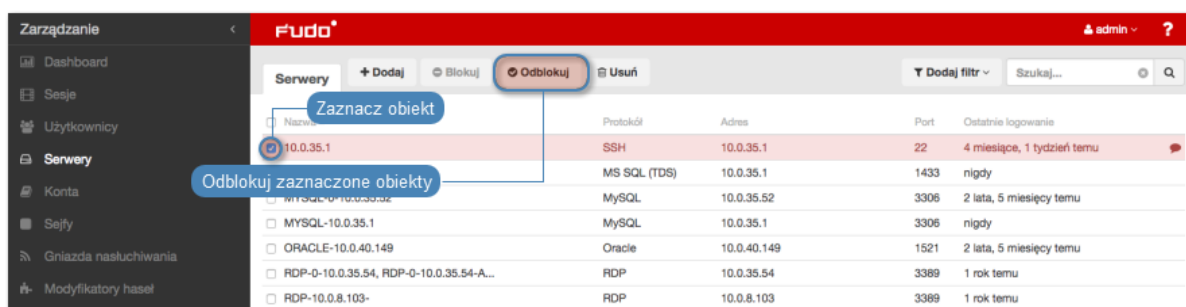 Zarządzanie
FUDO
admin
?
Dashboard
Sesje
Użytkownicy
Serwery
Konta
Sejfy
Gniazda nasłuchiwania
Modyfikatory haseł
Serwery
+ Dodaj
Blokuj
Odblokuj
Usuń
Dodaj filtr
Szukaj...
Zaznacz obiekt
Odblokuj zaznaczone obiekty
Protokół Adres Port Ostatnie logowanie
10.0.35.1 SSH 10.0.35.1 22 4 miesiące, 1 tydzień temu
MS SQL (TDS) 10.0.35.1 1433 nigdy
MYSQL-0-10.0.35.52 MySQL 10.0.35.52 3306 2 lata, 5 miesięcy temu
MYSQL-10.0.35.1 MySQL 10.0.35.1 3306 nigdy
ORACLE-10.0.40.149 Oracle 10.0.40.149 1521 2 lata, 5 miesięcy temu
RDP-0-10.0.35.54, RDP-0-10.0.35.54-A... RDP 10.0.35.54 3389 1 rok temu
RDP-10.0.8.103- RDP 10.0.8.103 3389 1 rok temu